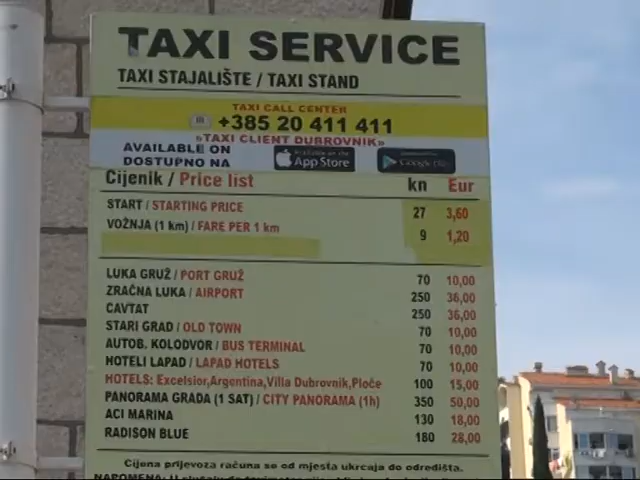 TAXI SERVICE
TAXI STAJALIŠTE / TAXI STAND
TAXI CALL CENTER
+385 20 411 411
»TAXI CLIENT DUBROVNIK»
AVAILABLE ON
DOSTUPNO NA
App Store
Google Play
Cijenik / Price list kn Eur
START / STARTING PRICE 27 3,60
VOŽNJA (1 km) / FARE PER 1 km 9 1,20
LUKA GRUŽ / PORT GRUŽ 70 10,00
ZRAČNA LUKA / AIRPORT 250 36,00
CAVTAT 250 36,00
STARI GRAD / OLD TOWN 70 10,00
AUTOB. KOLODVOR / BUS TERMINAL 70 10,00
HOTELI LAPAD / LAPAD HOTELS 70 10,00
HOTELS: Excelsior,Argentina,Villa Dubrovnik,Ploče 100 15,00
PANORAMA GRADA (1 SAT) / CITY PANORAMA (1h) 350 50,00
ACI MARINA 130 18,00
RADISON BLUE 180 28,00
Cijena prijevoza računa se od mjesta ukrcaja do odredišta.
NAPOMENA: